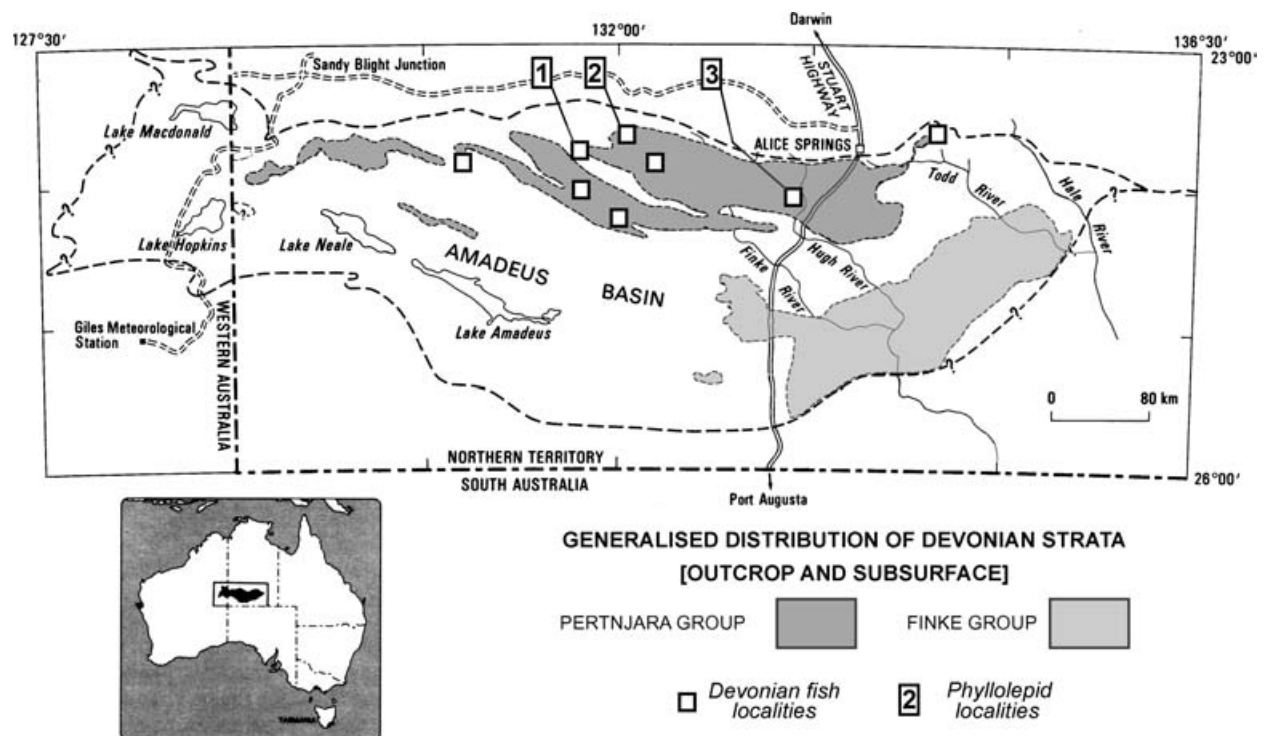 127°30'
132°00'
Darwin
136°30'
23°00'
Sandy Blight Junction
1
2
3
STUART
HIGHWAY
Lake Macdonald
ALICE SPRINGS
Todd
River
Hale
River
?
?
?
?
?
?
?
Lake Hopkins
Lake Neale
AMADEUS
BASIN
Finke
River
Hugh River
Lake Amadeus
Giles Meteorological
Station
WESTERN AUSTRALIA
0 80 km
NORTHERN TERRITORY
SOUTH AUSTRALIA
Port Augusta
26°00'
GENERALISED DISTRIBUTION OF DEVONIAN STRATA
[OUTCROP AND SUBSURFACE]
PERTNJARA GROUP
FINKE GROUP
Devonian fish
localities
2
Phyllolepid
localities
TASMANIA